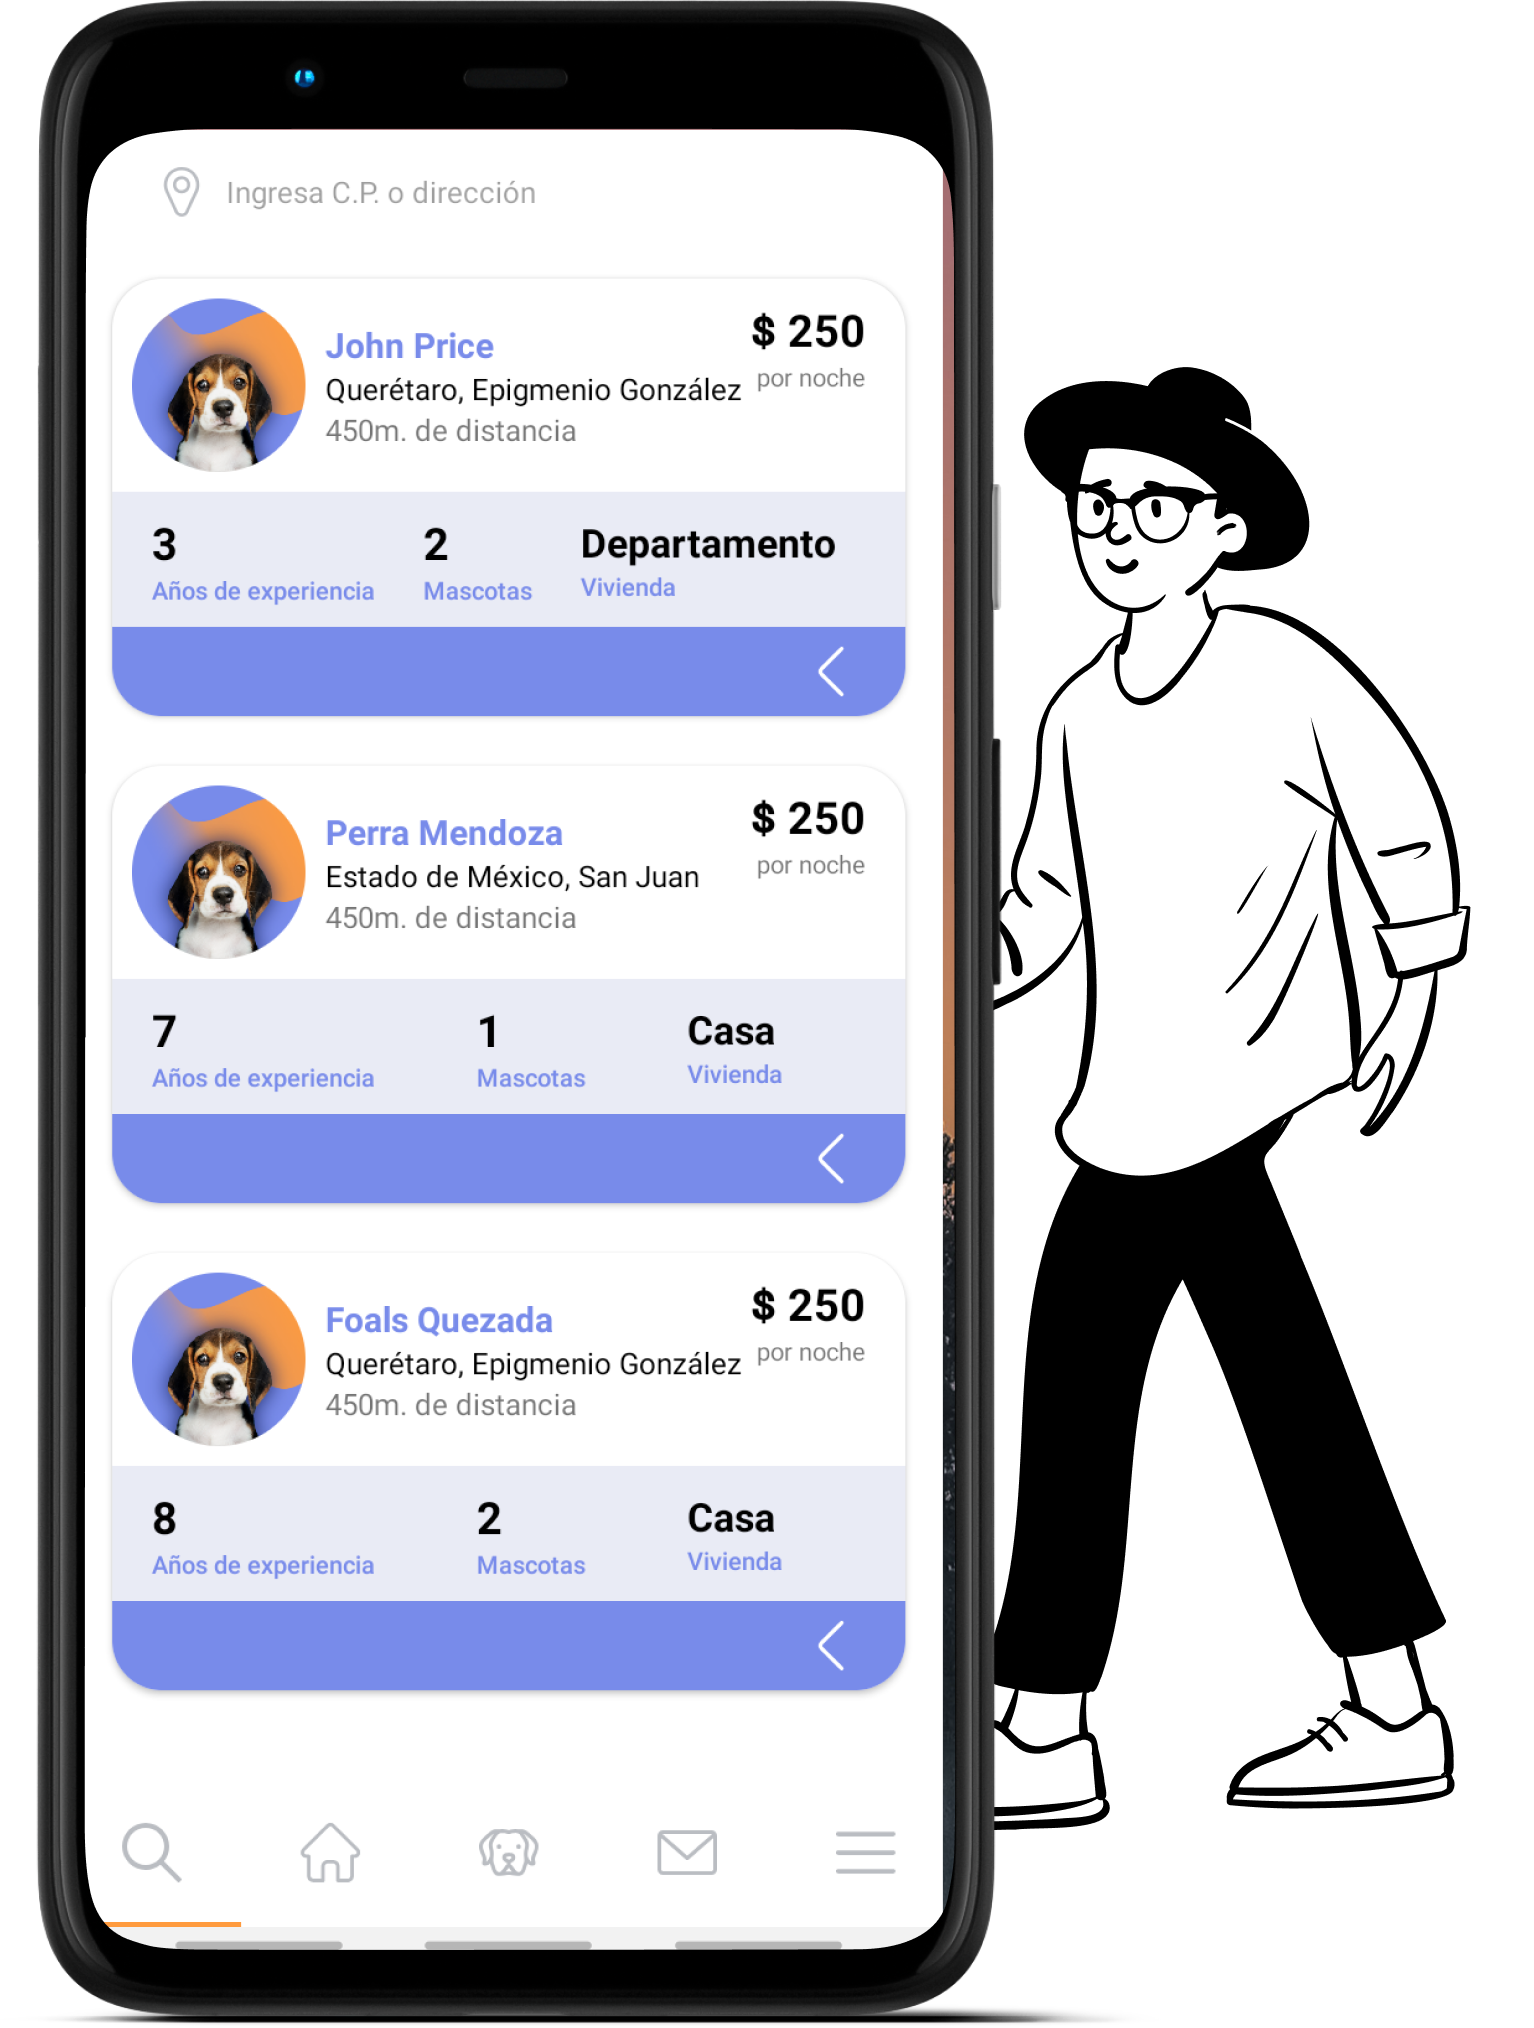 Ingresa C.P. o dirección
John Price
$ 250
Querétaro, Epigmenio González
por noche
450m. de distancia
3
2
Departamento
Años de experiencia
Mascotas
Vivienda
Perra Mendoza
$ 250
Estado de México, San Juan
por noche
450m. de distancia
7
1
Casa
Años de experiencia
Mascotas
Vivienda
Foals Quezada
$ 250
Querétaro, Epigmenio González
por noche
450m. de distancia
8
2
Casa
Años de experiencia
Mascotas
Vivienda